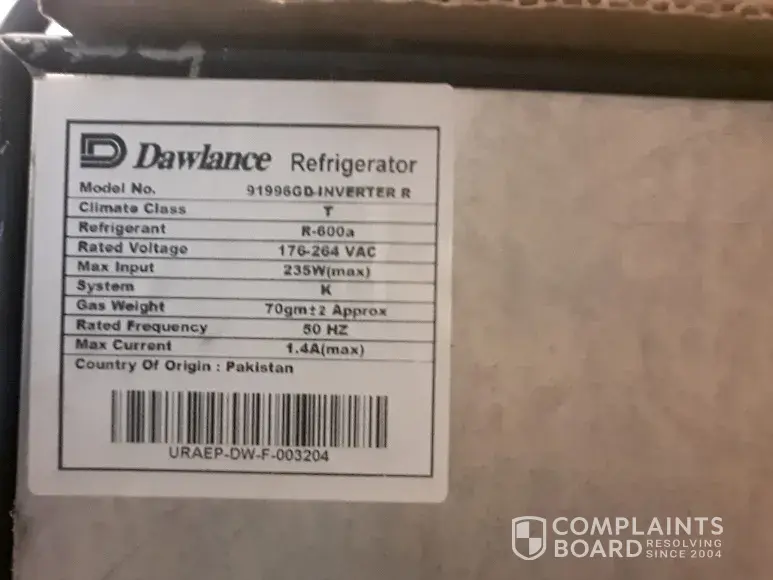 Dawlance Refrigerator
Model No. 91996GD-INVERTER R
Climate Class T
Refrigerant R-600a
Rated Voltage 176-264 VAC
Max Input 235W(max)
System K
Gas Weight 70gm±2 Approx
Rated Frequency 50 HZ
Max Current 1.4A(max)
Country Of Origin : Pakistan
URAEP-DW-F-003204
COMPLAINTS
BOARD RESOLVING
SINCE 2004